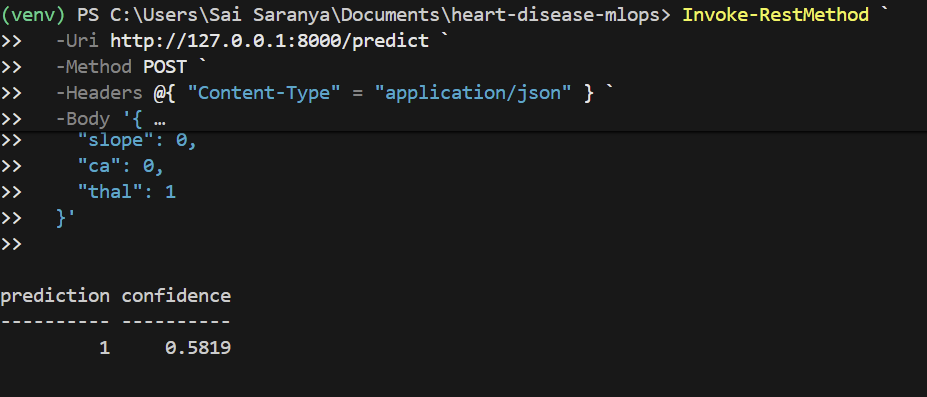 (venv) PS C:\Users\Sai Saranya\Documents\heart-disease-mlops> Invoke-RestMethod `
>>   -Uri http://127.0.0.1:8000/predict `
>>   -Method POST `
>>   -Headers @{ "Content-Type" = "application/json" } `
>>   -Body '{ …
>>     "slope": 0,
>>     "ca": 0,
>>     "thal": 1
>>   }'
>>
prediction confidence
---------- ----------
         1     0.5819